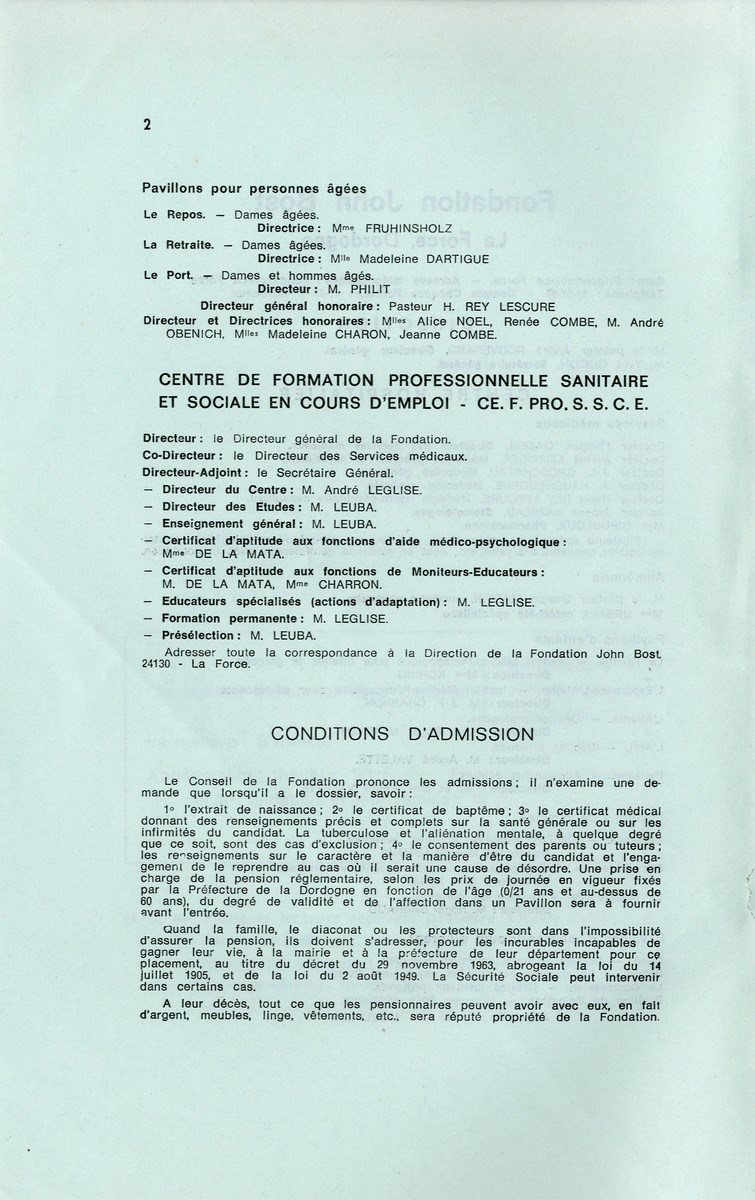 2
Pavillons pour personnes âgées
Le Repos. — Dames âgées.
Directrice : Mme FRUHINSHOLZ
La Retraite. — Dames âgées.
Directrice : Mlle Madeleine DARTIGUE
Le Port. — Dames et hommes âgés.
Directeur : M. PHILIT
Directeur général honoraire : Pasteur H. REY LESCURE
Directeur et Directrices honoraires : Mlles Alice NOEL, Renée COMBE, M. André
OBENICH, Mlles Madeleine CHARON, Jeanne COMBE.
CENTRE DE FORMATION PROFESSIONNELLE SANITAIRE
ET SOCIALE EN COURS D'EMPLOI - CE. F. PRO. S. S. C. E.
Directeur : le Directeur général de la Fondation.
Co-Directeur : le Directeur des Services médicaux.
Directeur-Adjoint : le Secrétaire Général.
— Directeur du Centre : M. André LEGLISE.
— Directeur des Etudes : M. LEUBA.
— Enseignement général : M. LEUBA.
— Certificat d'aptitude aux fonctions d'aide médico-psychologique :
Mme DE LA MATA.
— Certificat d'aptitude aux fonctions de Moniteurs-Educateurs :
M. DE LA MATA, Mme CHARRON.
— Educateurs spécialisés (actions d'adaptation) : M. LEGLISE.
— Formation permanente : M. LEGLISE.
— Présélection : M. LEUBA.
Adresser toute la correspondance à la Direction de la Fondation John Bost
24130 - La Force.
CONDITIONS D'ADMISSION
Le Conseil de la Fondation prononce les admissions ; il n'examine une de-
mande que lorsqu'il a le dossier, savoir :
1o l'extrait de naissance ; 2o le certificat de baptême ; 3o le certificat médical
donnant des renseignements précis et complets sur la santé générale ou sur les
infirmités du candidat. La tuberculose et l'aliénation mentale, à quelque degré
que ce soit, sont des cas d'exclusion ; 4o le consentement des parents ou tuteurs ;
les renseignements sur le caractère et la manière d'être du candidat et l'enga-
gement de le reprendre au cas où il serait une cause de désordre. Une prise en
charge de la pension réglementaire, selon les prix de journée en vigueur fixés
par la Préfecture de la Dordogne en fonction de l'âge (0/21 ans et au-dessus de
60 ans), du degré de validité et de l'affection dans un Pavillon sera à fournir
avant l'entrée.
Quand la famille, le diaconat ou les protecteurs sont dans l'impossibilité
d'assurer la pension, ils doivent s'adresser, pour les incurables incapables de
gagner leur vie, à la mairie et à la préfecture de leur département pour ce
placement, au titre du décret du 29 novembre 1963, abrogeant la loi du 14
juillet 1905, et de la loi du 2 août 1949. La Sécurité Sociale peut intervenir
dans certains cas.
A leur décès, tout ce que les pensionnaires peuvent avoir avec eux, en fait
d'argent, meubles, linge, vêtements, etc., sera réputé propriété de la Fondation.